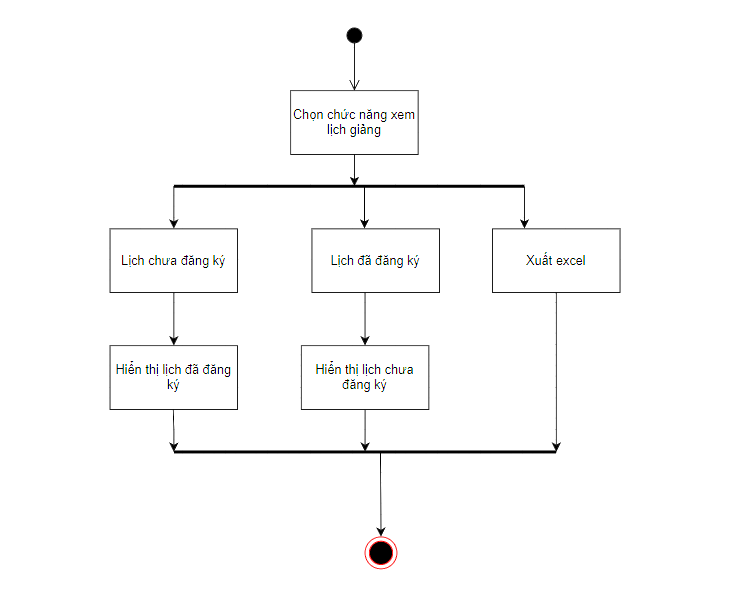 Chọn chức năng xem
lịch giảng
Lịch chưa đăng ký
Lịch đã đăng ký
Xuất excel
Hiển thị lịch đã đăng
ký
Hiển thị lịch chưa
đăng ký